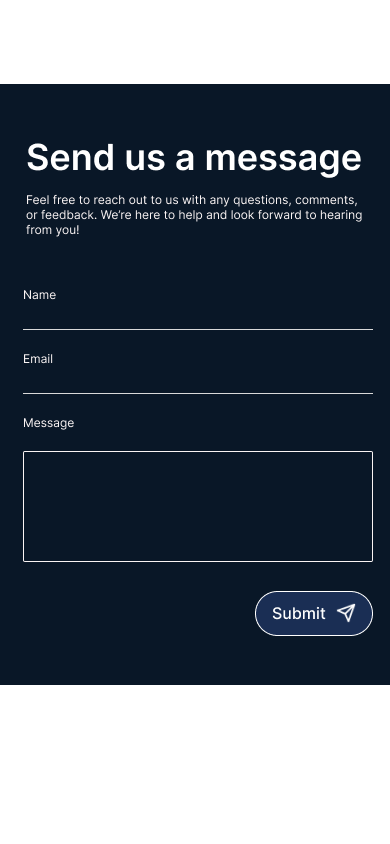 Send us a message
Feel free to reach out to us with any questions, comments,
or feedback. We’re here to help and look forward to hearing
from you!
Name
Email
Message
Submit